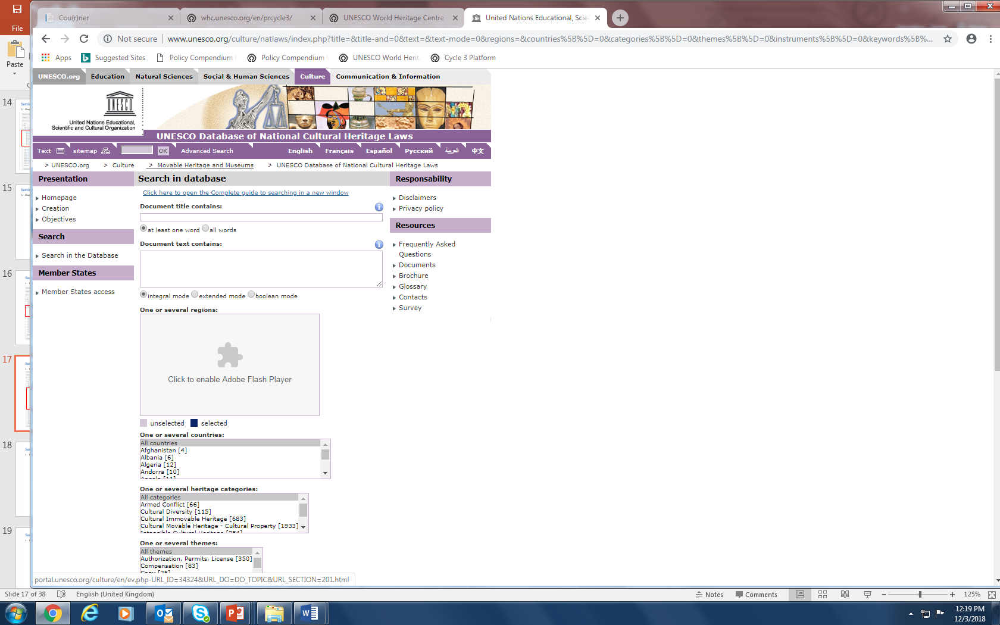 File
Paste
14
15
16
17
18
19
Cou(r)rier
whc.unesco.org/en/prcycle3/
UNESCO World Heritage Centre
United Nations Educational, Scie
Not secure | www.unesco.org/culture/natlaws/index.php?title=&title-and=0&text=&text-mode=0&regions=&countries%5B%5D=0&categories%5B%5D=0&themes%5B%5D=0&instruments%5B%5D=0&keywords%5B%...
Apps
Suggested Sites
Policy Compendium
Policy Compendium
UNESCO World Herit
Cycle 3 Platform
UNESCO.org Education Natural Sciences Social & Human Sciences Culture Communication & Information
UNESCO
United Nations Educational,
Scientific and Cultural Organization
UNESCO Database of National Cultural Heritage Laws
Text sitemap OK Advanced Search English Français Español Русский العربية 中文
> UNESCO.org > Culture > Movable Heritage and Museums > UNESCO Database of National Cultural Heritage Laws
Presentation
Homepage
Creation
Objectives
Search
Search in the Database
Member States
Member States access
Search in database
Click here to open the Complete guide to searching in a new window
Document title contains:
at least one word all words
Document text contains:
integral mode extended mode boolean mode
One or several regions:
Click to enable Adobe Flash Player
unselected selected
One or several countries:
All countries
Afghanistan [4]
Albania [6]
Algeria [12]
Andorra [10]
Angola [11]
One or several heritage categories:
All categories
Armed Conflict [66]
Cultural Diversity [115]
Cultural Immovable Heritage [683]
Cultural Movable Heritage - Cultural Property [1933]
Intangible Cultural Heritage
One or several themes:
All themes
Authorization, Permits, License [350]
Compensation [83]
Copy [25]
Responsability
Disclaimers
Privacy policy
Resources
Frequently Asked
Questions
Documents
Brochure
Glossary
Contacts
Survey
portal.unesco.org/culture/en/ev.php-URL_ID=34324&URL_DO=DO_TOPIC&URL_SECTION=201.html
Slide 17 of 38 English (United Kingdom) Notes Comments 125%
12:19 PM
12/3/2018